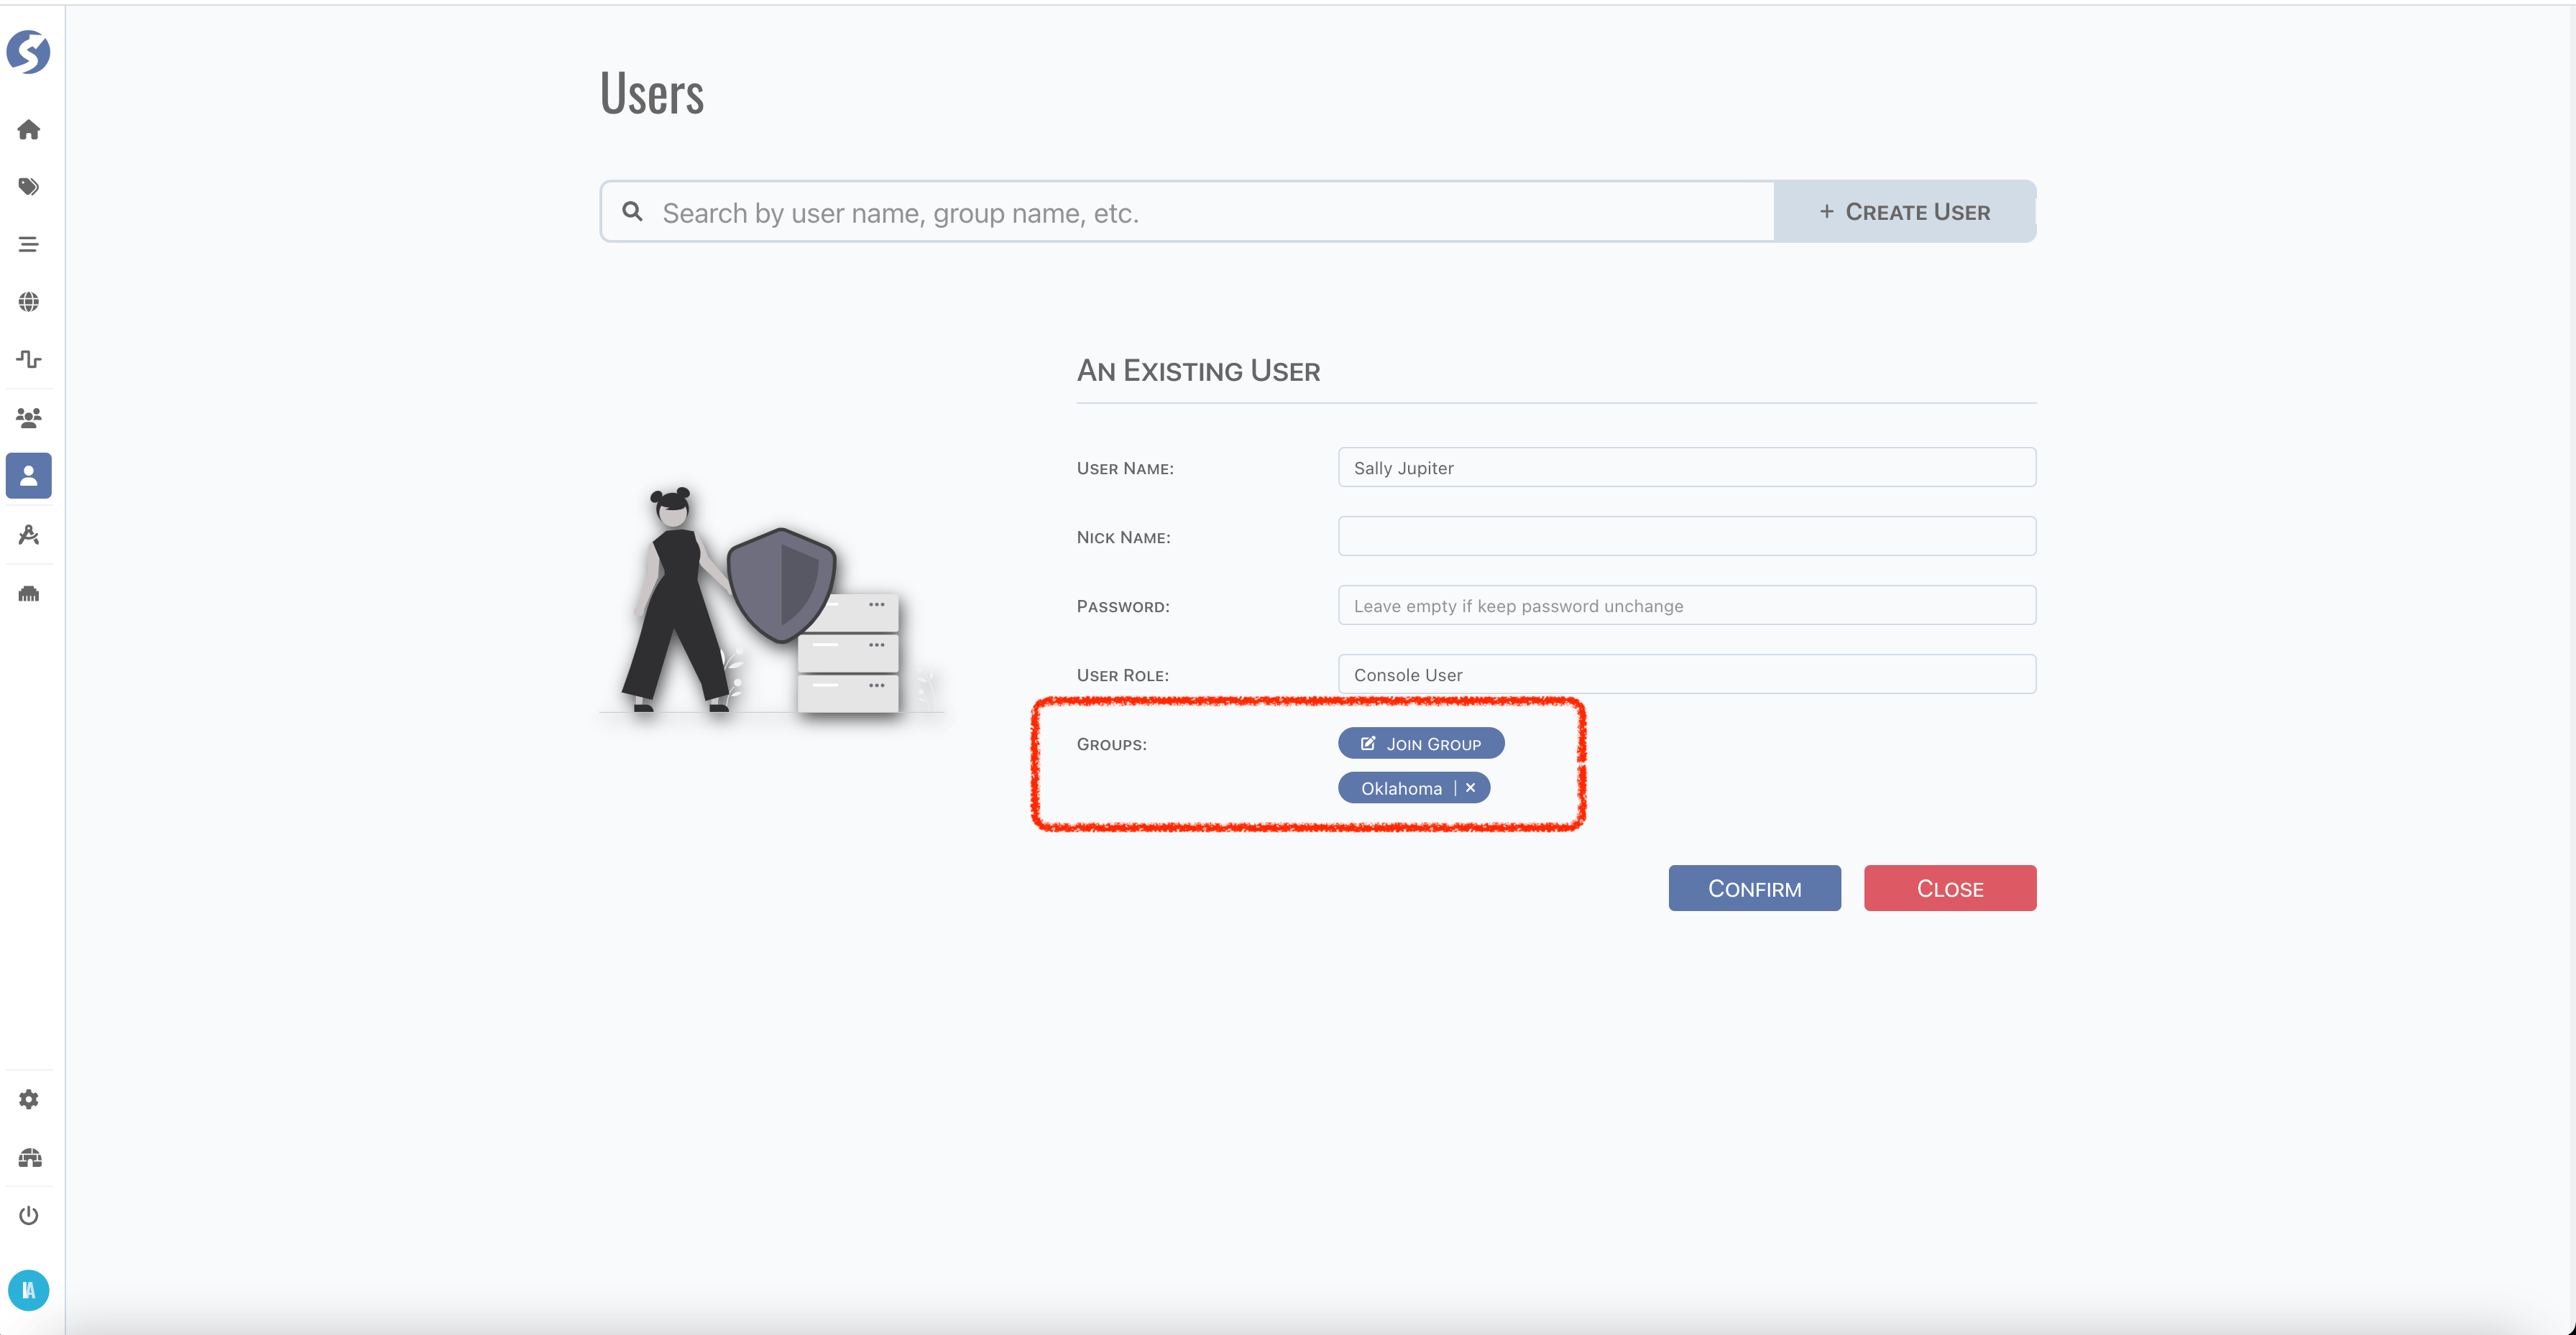 Users
Search by user name, group name, etc.
+ CREATE USER
AN EXISTING USER
USER NAME:
Sally Jupiter
NICK NAME:
PASSWORD:
Leave empty if keep password unchange
USER ROLE:
Console User
GROUPS:
JOIN GROUP
Oklahoma | ×
CONFIRM
CLOSE
IA